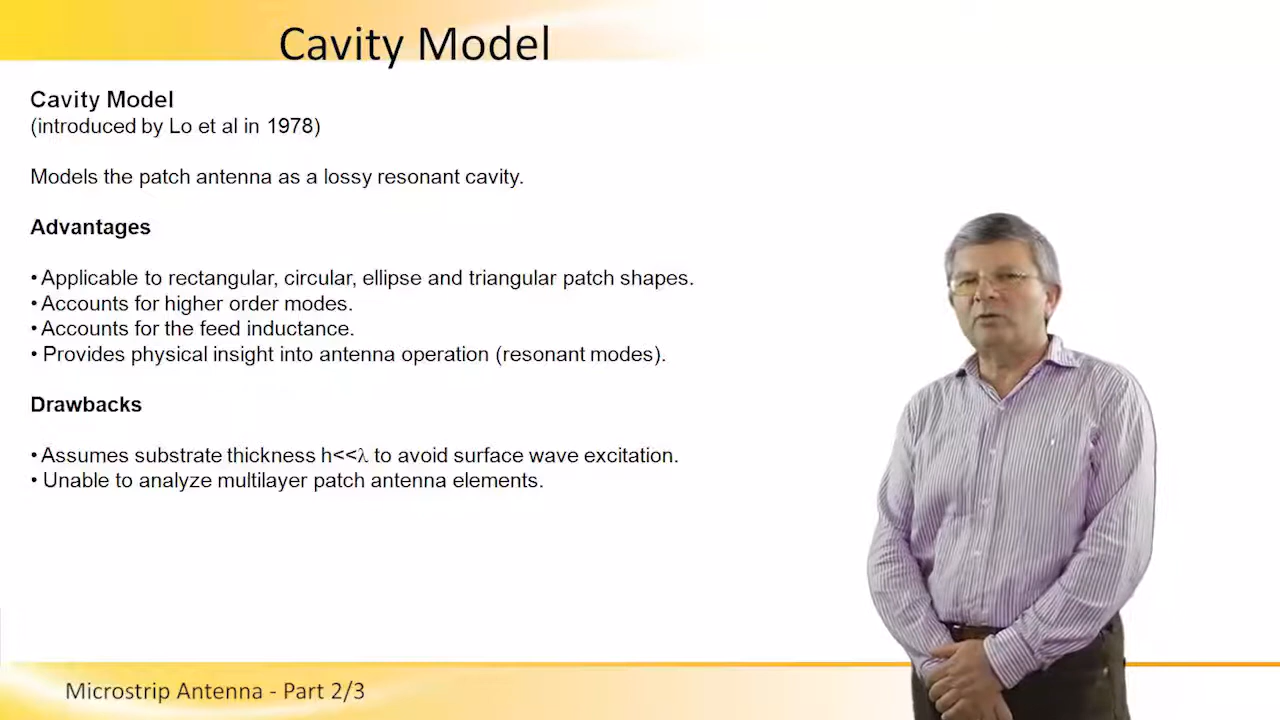 Cavity Model
Cavity Model
(introduced by Lo et al in 1978)
Models the patch antenna as a lossy resonant cavity.
Advantages
• Applicable to rectangular, circular, ellipse and triangular patch shapes.
• Accounts for higher order modes.
• Accounts for the feed inductance.
• Provides physical insight into antenna operation (resonant modes).
Drawbacks
• Assumes substrate thickness h<<λ to avoid surface wave excitation.
• Unable to analyze multilayer patch antenna elements.
Microstrip Antenna - Part 2/3